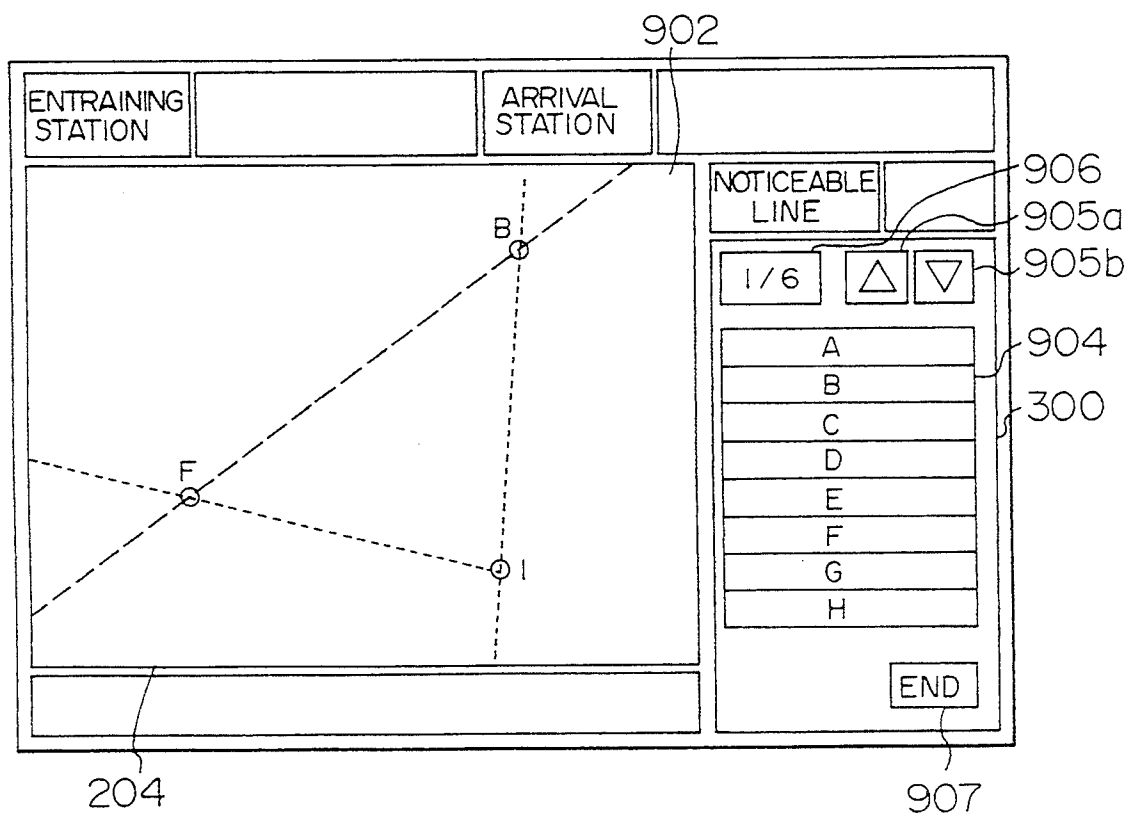 902
ENTRAINING
STATION
ARRIVAL
STATION
NOTICEABLE
LINE
906
905a
905b
1/6
△
▽
904
300
A
B
C
D
E
F
G
H
B
F
I
END
204
907